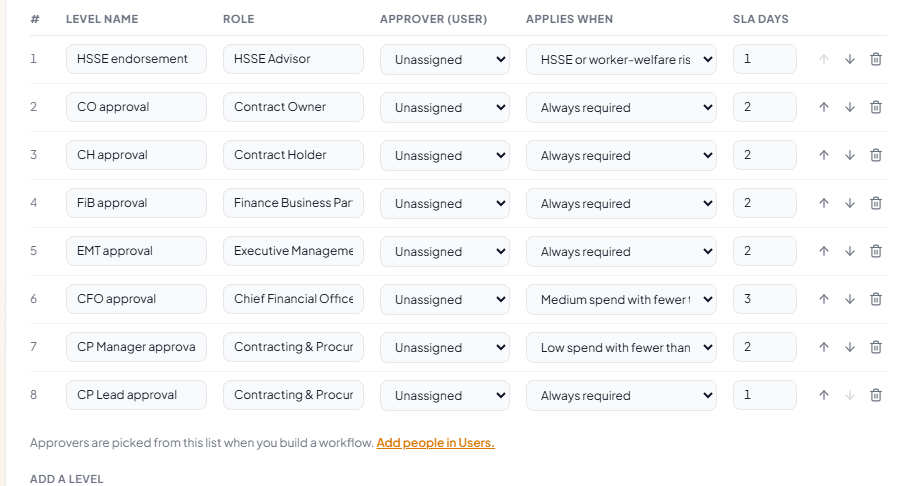 # LEVEL NAME ROLE APPROVER (USER) APPLIES WHEN SLA DAYS
1 HSSE endorsement HSSE Advisor Unassigned HSSE or worker-welfare ris 1
2 CO approval Contract Owner Unassigned Always required 2
3 CH approval Contract Holder Unassigned Always required 2
4 FiB approval Finance Business Par Unassigned Always required 2
5 EMT approval Executive Manageme Unassigned Always required 2
6 CFO approval Chief Financial Office Unassigned Medium spend with fewer t 3
7 CP Manager approva Contracting & Procur Unassigned Low spend with fewer than 2
8 CP Lead approval Contracting & Procur Unassigned Always required 1
Approvers are picked from this list when you build a workflow. Add people in Users.
ADD A LEVEL